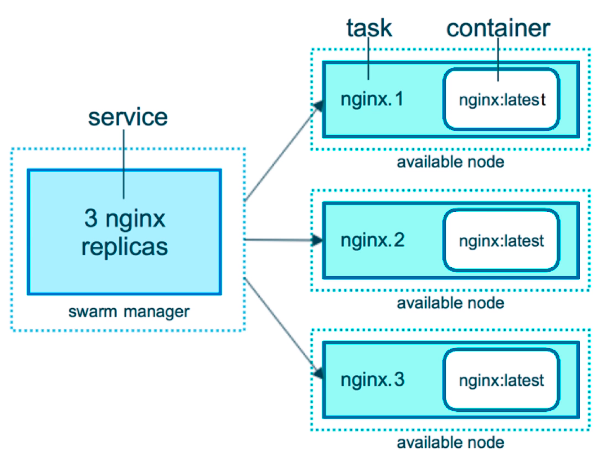 task
container
nginx.1
nginx:latest
available node
service
3 nginx
replicas
swarm manager
nginx.2
nginx:latest
available node
nginx.3
nginx:latest
available node